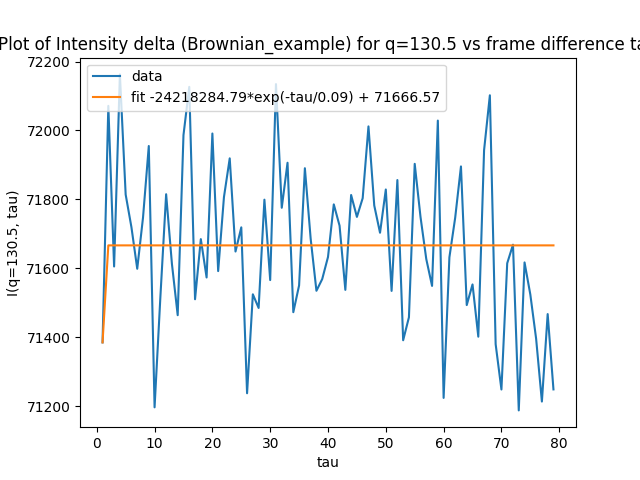 Plot of Intensity delta (Brownian_example) for q=130.5 vs frame difference ta
data
fit -24218284.79*exp(-tau/0.09) + 71666.57
I(q=130.5, tau)
72200
72000
71800
71600
71400
71200
0 10 20 30 40 50 60 70 80
tau